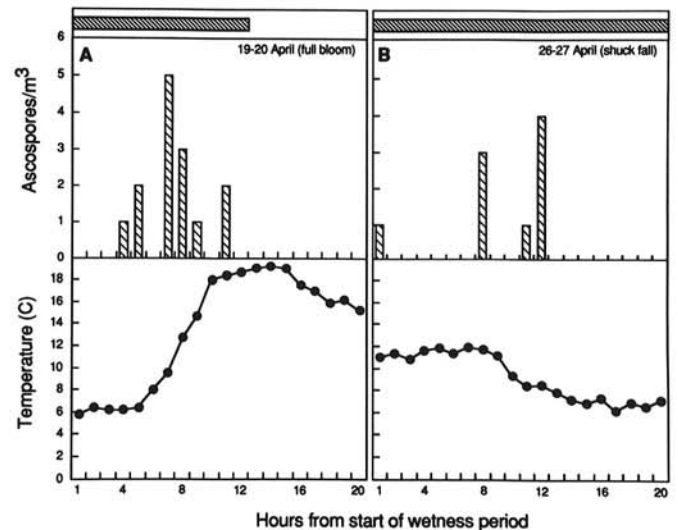 A
19-20 April (full bloom)
B
26-27 April (shuck fall)
Ascospores/m³
6
5
4
3
2
1
0
Temperature (C)
18
16
14
12
10
8
6
4
2
0
1 4 8 12 16 20
1 4 8 12 16 20
Hours from start of wetness period